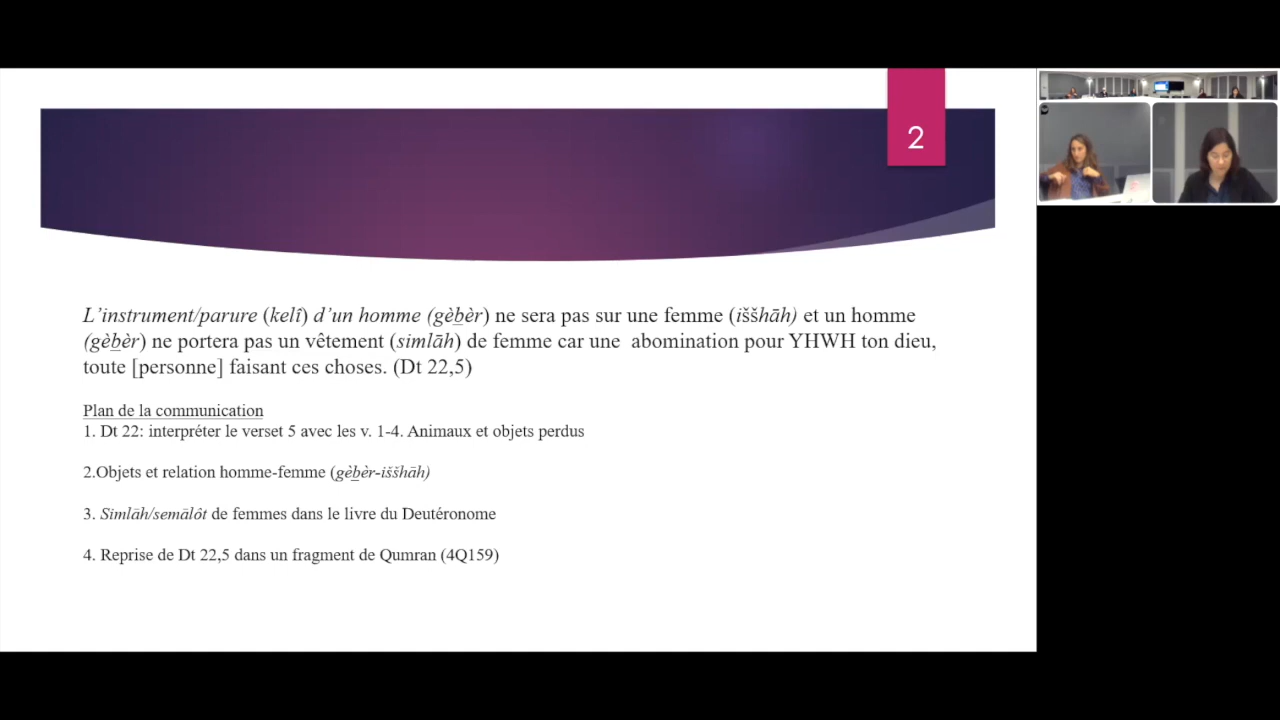 2
L’instrument/parure (kelî) d’un homme (gèḇèr) ne sera pas sur une femme (iššhāh) et un homme
(gèḇèr) ne portera pas un vêtement (simlāh) de femme car une  abomination pour YHWH ton dieu,
toute [personne] faisant ces choses. (Dt 22,5)
Plan de la communication
1. Dt 22: interpréter le verset 5 avec les v. 1-4. Animaux et objets perdus
2.Objets et relation homme-femme (gèḇèr-iššhāh)
3. Simlāh/semālôt de femmes dans le livre du Deutéronome
4. Reprise de Dt 22,5 dans un fragment de Qumran (4Q159)